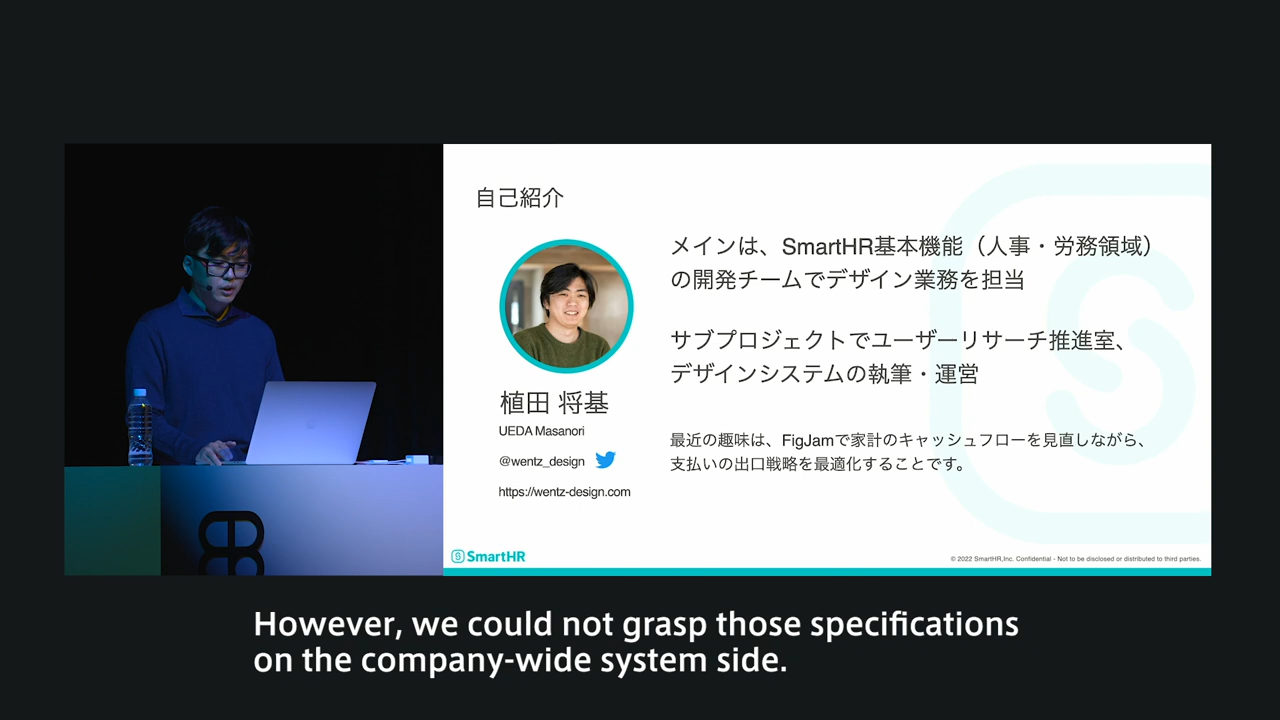 自己紹介
メインは、SmartHR基本機能（人事・労務領域）
の開発チームでデザイン業務を担当
サブプロジェクトでユーザーリサーチ推進室、
デザインシステムの執筆・運営
最近の趣味は、FigJamで家計のキャッシュフローを見直しながら、
支払いの出口戦略を最適化することです。
植田 将基
UEDA Masanori
@wentz_design
https://wentz-design.com
SmartHR
© 2022 SmartHR,Inc. Confidential - Not to be disclosed or distributed to third parties.
However, we could not grasp those specifications
on the company-wide system side.